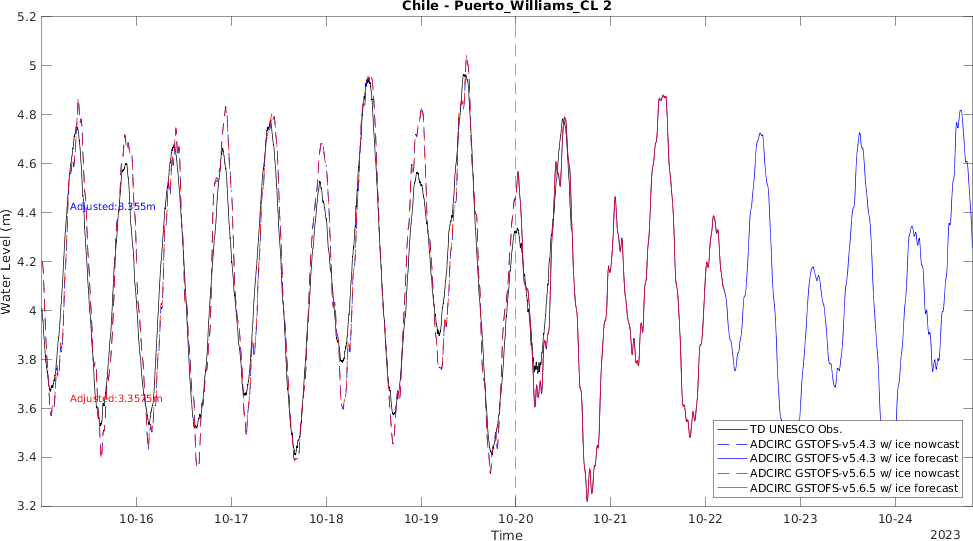 Chile - Puerto_Williams_CL 2
5.2
5
4.8
4.6
4.4
4.2
4
3.8
3.6
3.4
3.2
Water Level (m)
Adjusted:3.355m
Adjusted:3.3575m
TD UNESCO Obs.
ADCIRC GSTOFS-v5.4.3 w/ ice nowcast
ADCIRC GSTOFS-v5.4.3 w/ ice forecast
ADCIRC GSTOFS-v5.6.5 w/ ice nowcast
ADCIRC GSTOFS-v5.6.5 w/ ice forecast
10-16 10-17 10-18 10-19 10-20 10-21 10-22 10-23 10-24
Time
2023